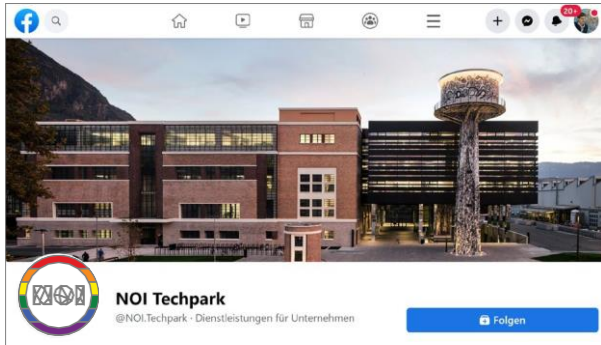 20+
NOI
NOI Techpark
@NOI.Techpark · Dienstleistungen für Unternehmen
Folgen